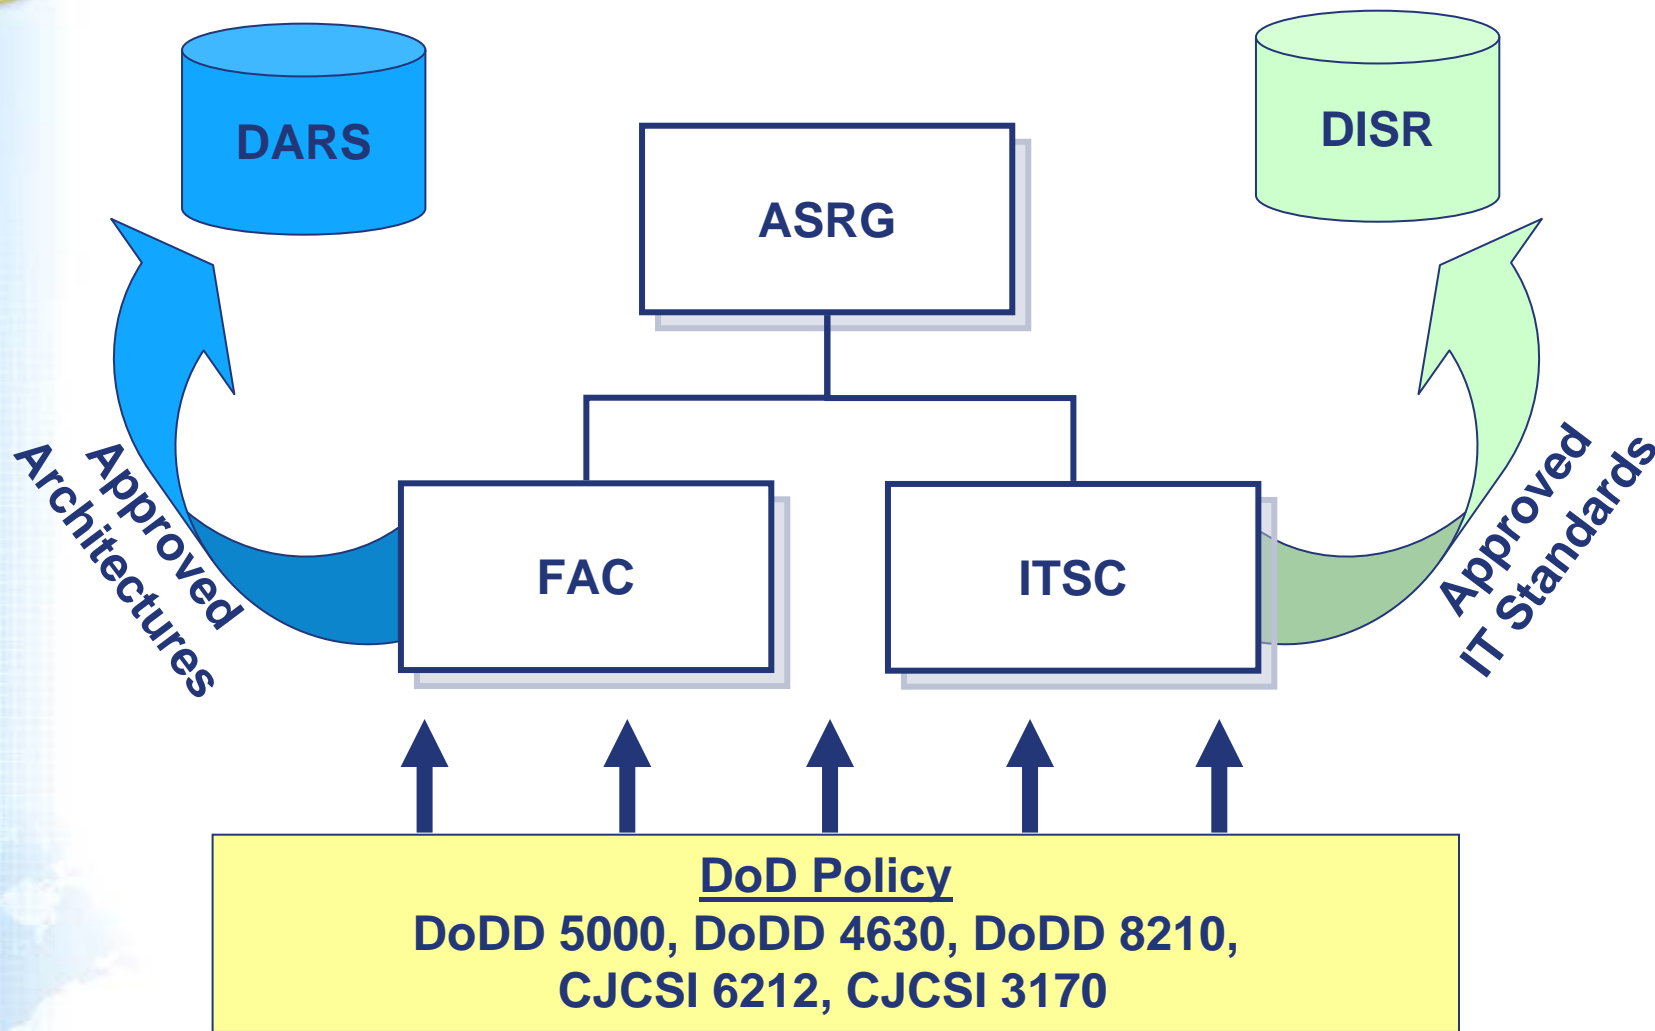 DARS
DISR
ASRG
Approved
Architectures
FAC
ITSC
Approved
IT Standards
DoD Policy
DoDD 5000, DoDD 4630, DoDD 8210,
CJCSI 6212, CJCSI 3170